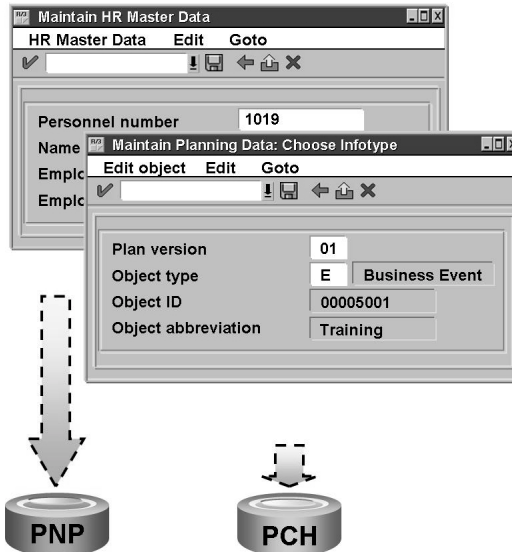 R/3 Maintain HR Master Data
HR Master Data Edit Goto
Personnel number 1019
Name
Emplo
Emplo
R/3 Maintain Planning Data: Choose Infotype
Edit object Edit Goto
Plan version 01
Object type E Business Event
Object ID 00005001
Object abbreviation Training
PNP
PCH